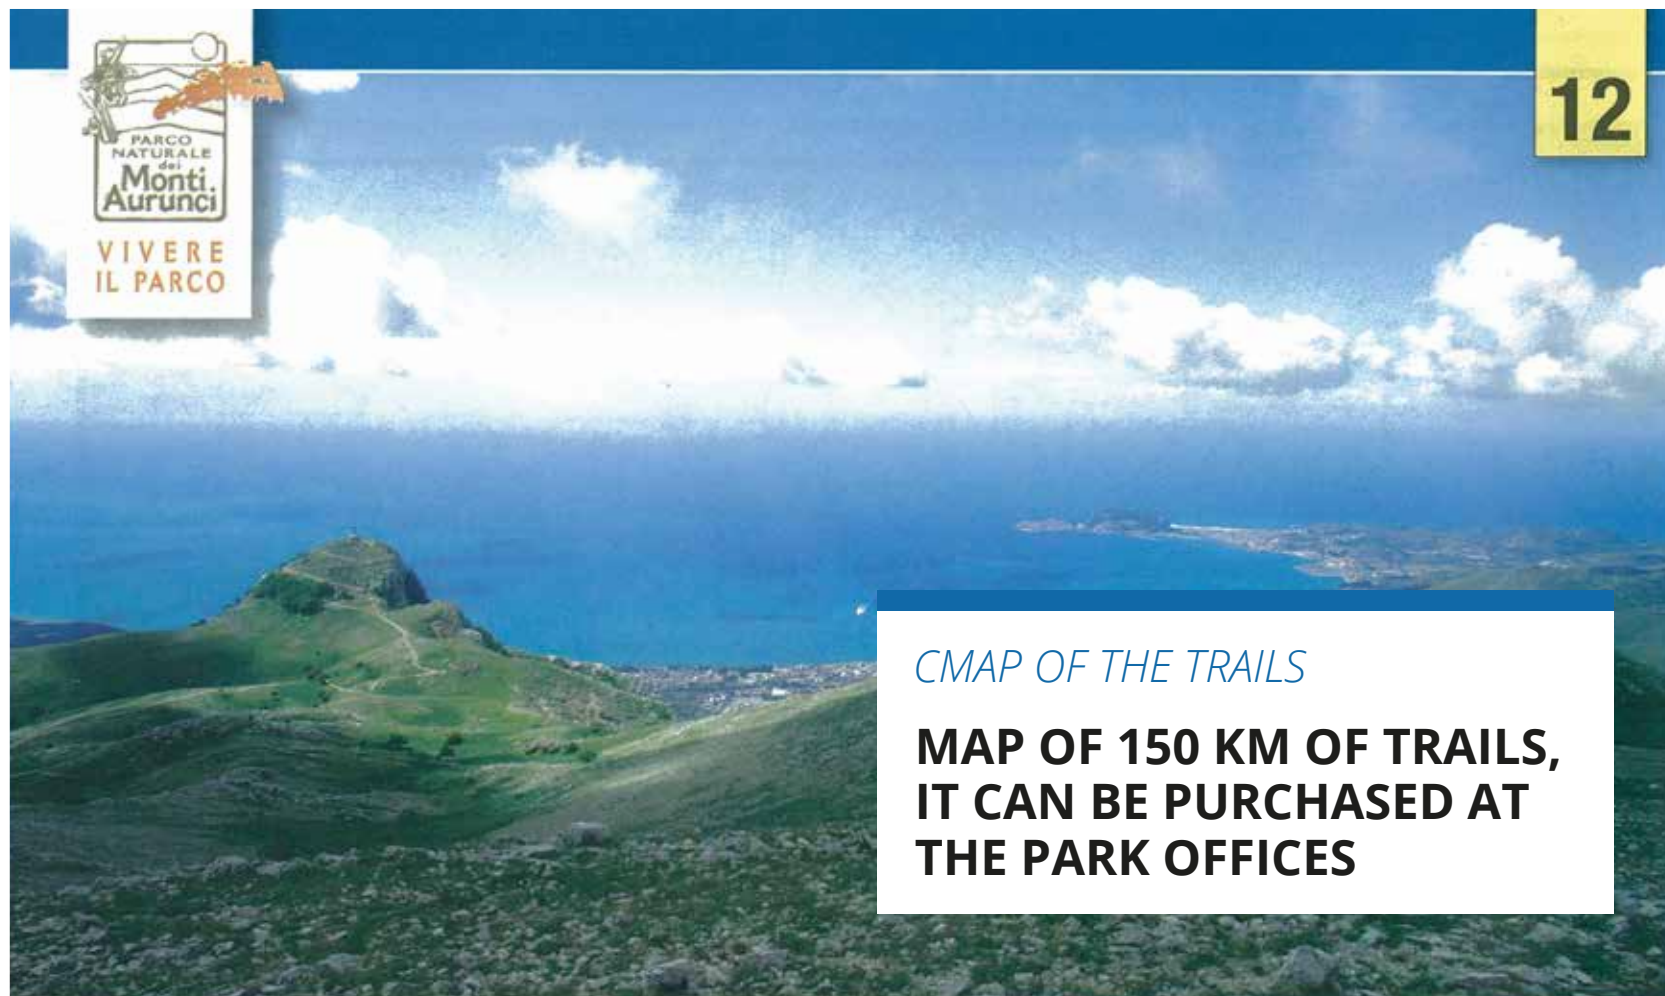 PARCO
NATURALE
dei
Monti
Aurunci
VIVERE
IL PARCO
12
CMAP OF THE TRAILS
MAP OF 150 KM OF TRAILS,
IT CAN BE PURCHASED AT
THE PARK OFFICES